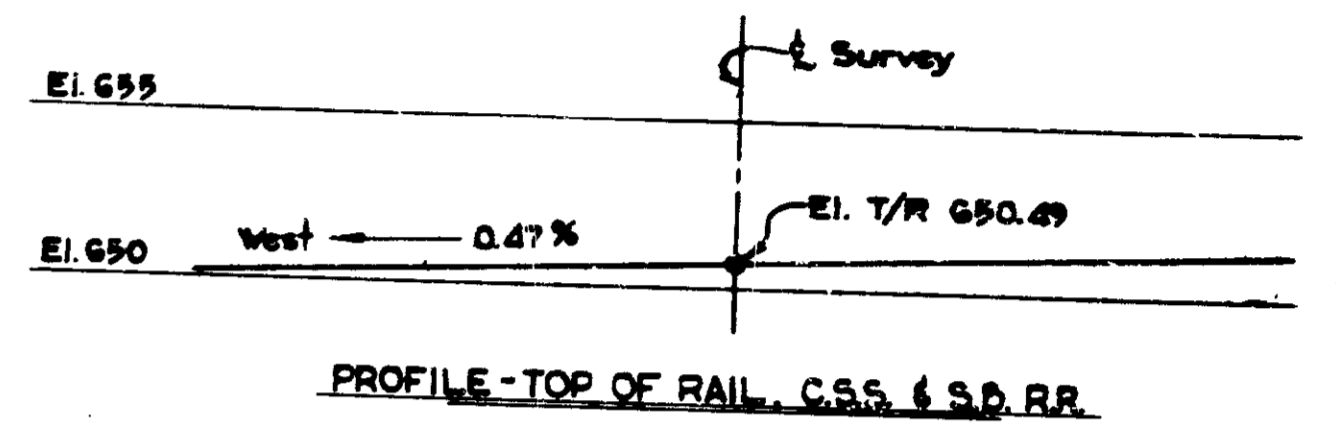 ℄ Survey
El. 655
El. T/R 650.49
West 0.47 %
El. 650
PROFILE - TOP OF RAIL. C.S.S. & S.B. R.R.